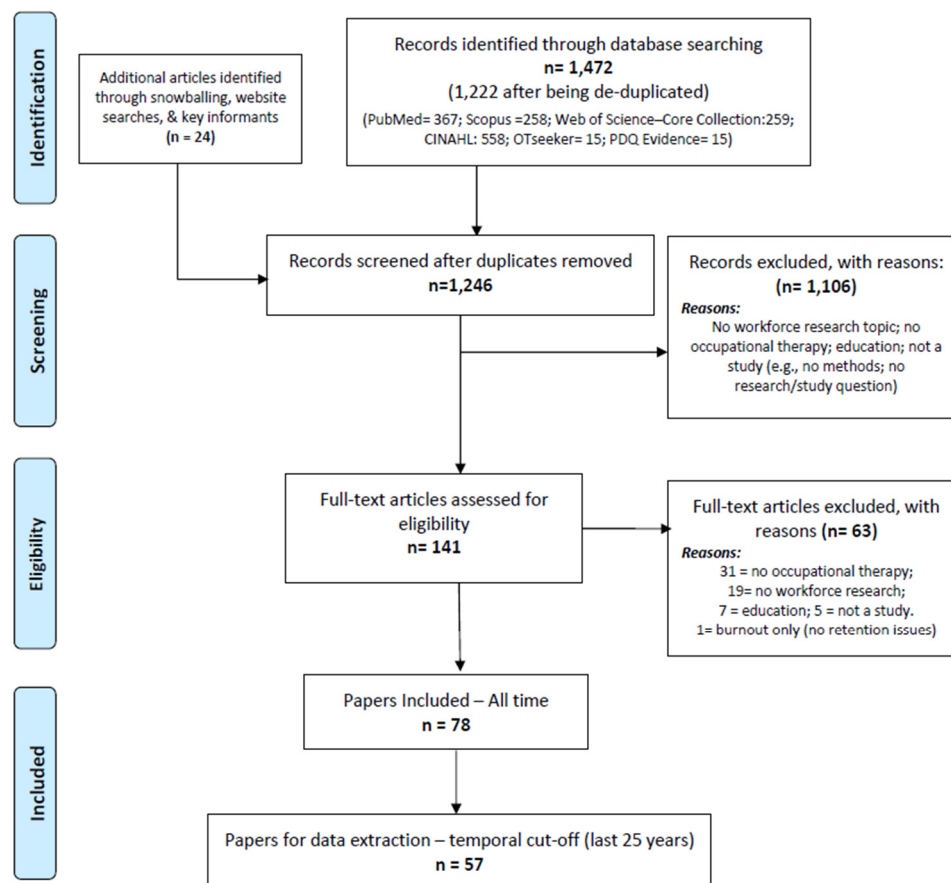 Identification
Additional articles identified
through snowballing, website
searches, & key informants
(n = 24)
Records identified through database searching
n= 1,472
(1,222 after being de-duplicated)
(PubMed= 367; Scopus =258; Web of Science–Core Collection:259;
CINAHL: 558; OTseeker= 15; PDQ Evidence= 15)
Screening
Records screened after duplicates removed
n=1,246
Records excluded, with reasons:
(n= 1,106)
Reasons:
No workforce research topic; no
occupational therapy; education; not a
study (e.g., no methods; no
research/study question)
Eligibility
Full-text articles assessed for
eligibility
n= 141
Full-text articles excluded, with
reasons (n= 63)
Reasons:
31 = no occupational therapy;
19= no workforce research;
7 = education; 5 = not a study.
1= burnout only (no retention issues)
Included
Papers Included – All time
n = 78
Papers for data extraction – temporal cut-off (last 25 years)
n = 57